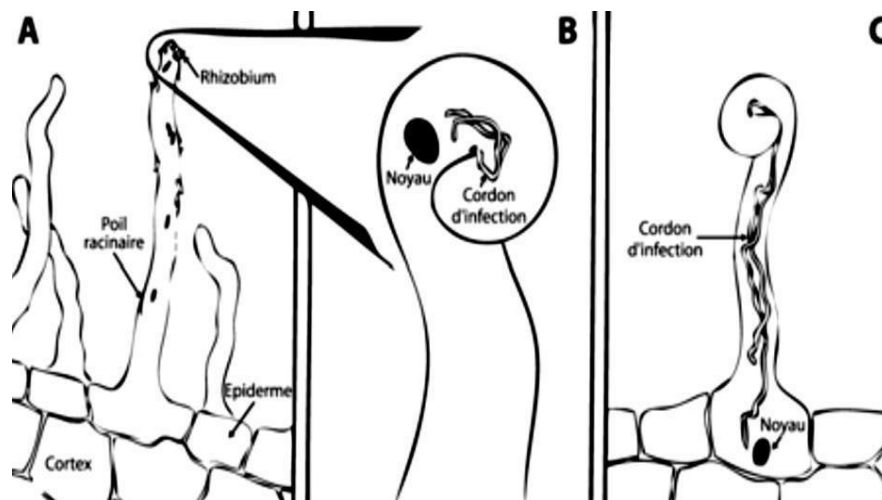 A
Rhizobium
Poil
racinaire
Epiderme
Cortex
B
Noyau
Cordon
d'infection
C
Cordon
d'infection
Noyau